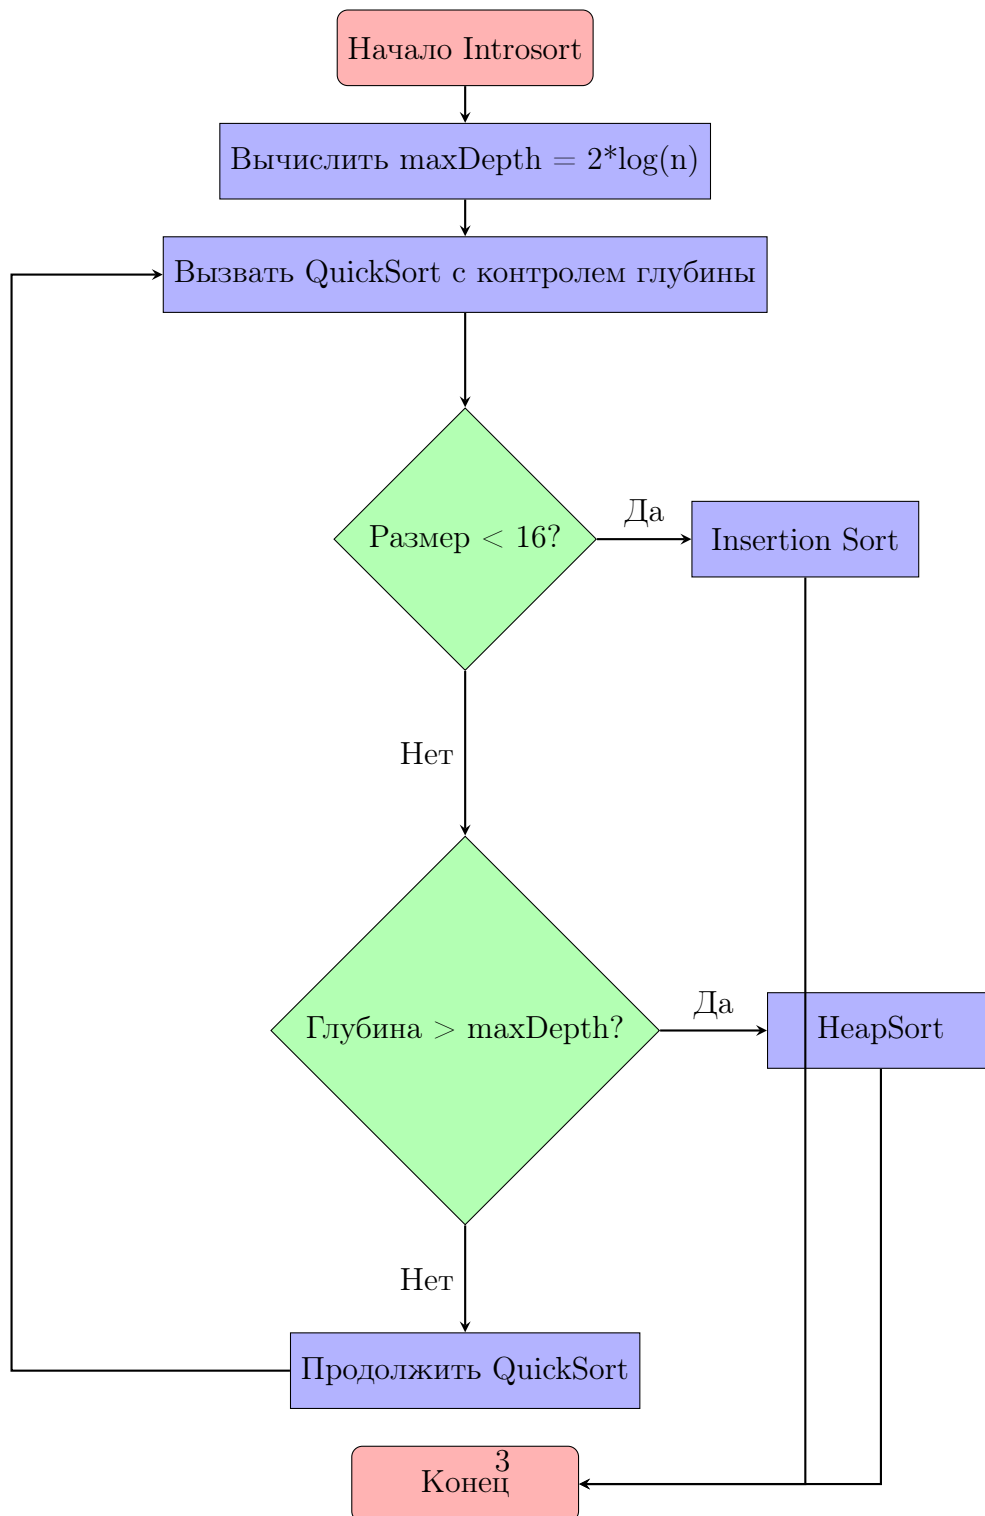 Начало Introsort
Вычислить maxDepth = 2*log(n)
Вызвать QuickSort с контролем глубины
Размер < 16?
Да
Insertion Sort
Нет
Глубина > maxDepth?
Да
HeapSort
Нет
Продолжить QuickSort
3
Конец